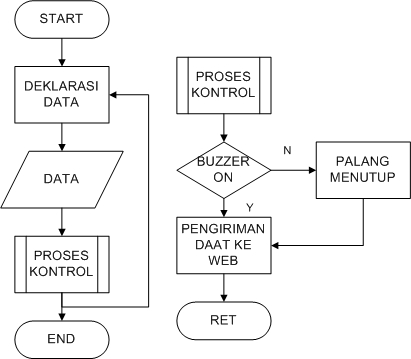 START
DEKLARASI
DATA
DATA
PROSES
KONTROL
END
PROSES
KONTROL
BUZZER
ON
N
Y
PALANG
MENUTUP
PENGIRIMAN
DAAT KE
WEB
RET